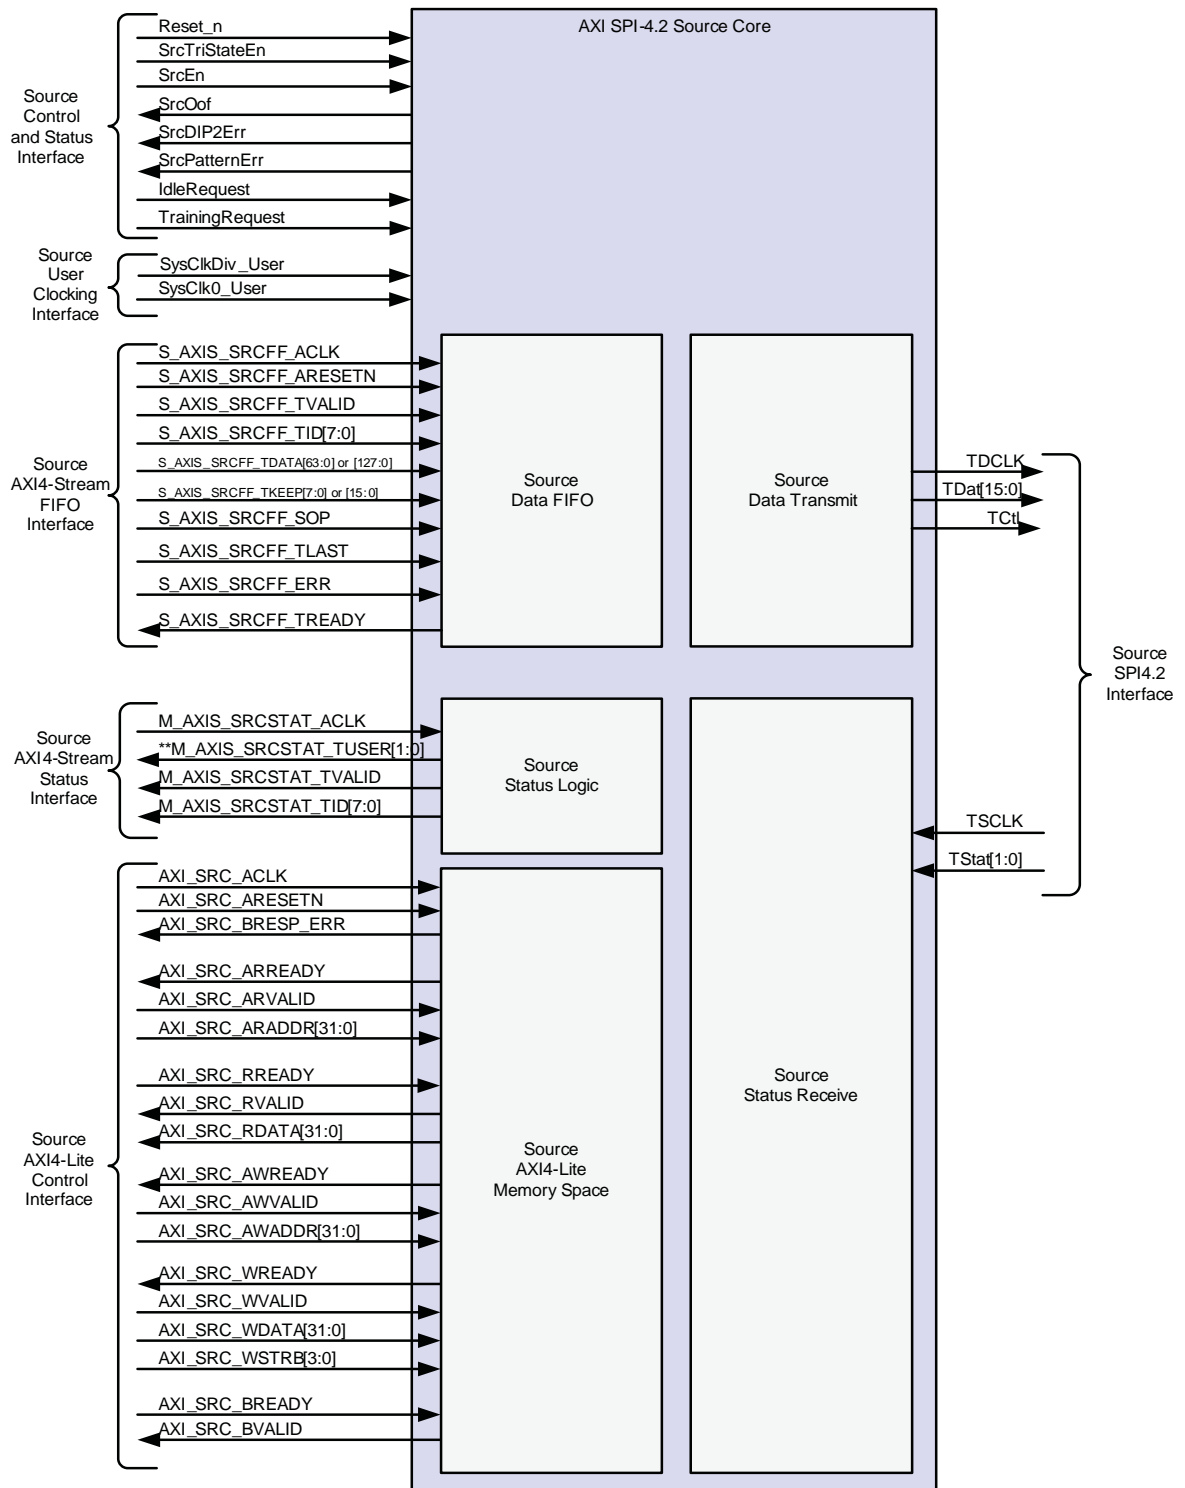 AXI SPI-4.2 Source Core
Source
Control
and Status
Interface
Reset_n
SrcTriStateEn
SrcEn
SrcOof
SrcDIP2Err
SrcPatternErr
IdleRequest
TrainingRequest
Source
User
Clocking
Interface
SysClkDiv_User
SysClk0_User
Source
AXI4-Stream
FIFO
Interface
S_AXIS_SRCFF_ACLK
S_AXIS_SRCFF_ARESETN
S_AXIS_SRCFF_TVALID
S_AXIS_SRCFF_TID[7:0]
S_AXIS_SRCFF_TDATA[63:0] or [127:0]
S_AXIS_SRCFF_TKEEP[7:0] or [15:0]
S_AXIS_SRCFF_SOP
S_AXIS_SRCFF_TLAST
S_AXIS_SRCFF_ERR
S_AXIS_SRCFF_TREADY
Source
Data FIFO
Source
Data Transmit
TDCLK
TDat[15:0]
TCtl
Source
SPI4.2
Interface
Source
AXI4-Stream
Status
Interface
M_AXIS_SRCSTAT_ACLK
**M_AXIS_SRCSTAT_TUSER[1:0]
M_AXIS_SRCSTAT_TVALID
M_AXIS_SRCSTAT_TID[7:0]
Source
Status Logic
TSCLK
TStat[1:0]
Source
Status Receive
Source
AXI4-Lite
Control
Interface
AXI_SRC_ACLK
AXI_SRC_ARESETN
AXI_SRC_BRESP_ERR
AXI_SRC_ARREADY
AXI_SRC_ARVALID
AXI_SRC_ARADDR[31:0]
AXI_SRC_RREADY
AXI_SRC_RVALID
AXI_SRC_RDATA[31:0]
AXI_SRC_AWREADY
AXI_SRC_AWVALID
AXI_SRC_AWADDR[31:0]
AXI_SRC_WREADY
AXI_SRC_WVALID
AXI_SRC_WDATA[31:0]
AXI_SRC_WSTRB[3:0]
AXI_SRC_BREADY
AXI_SRC_BVALID
Source
AXI4-Lite
Memory Space